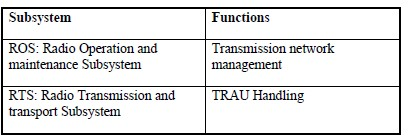 Subsystem Functions
ROS: Radio Operation and Transmission network
maintenance Subsystem management
RTS: Radio Transmission and TRAU Handling
transport Subsystem